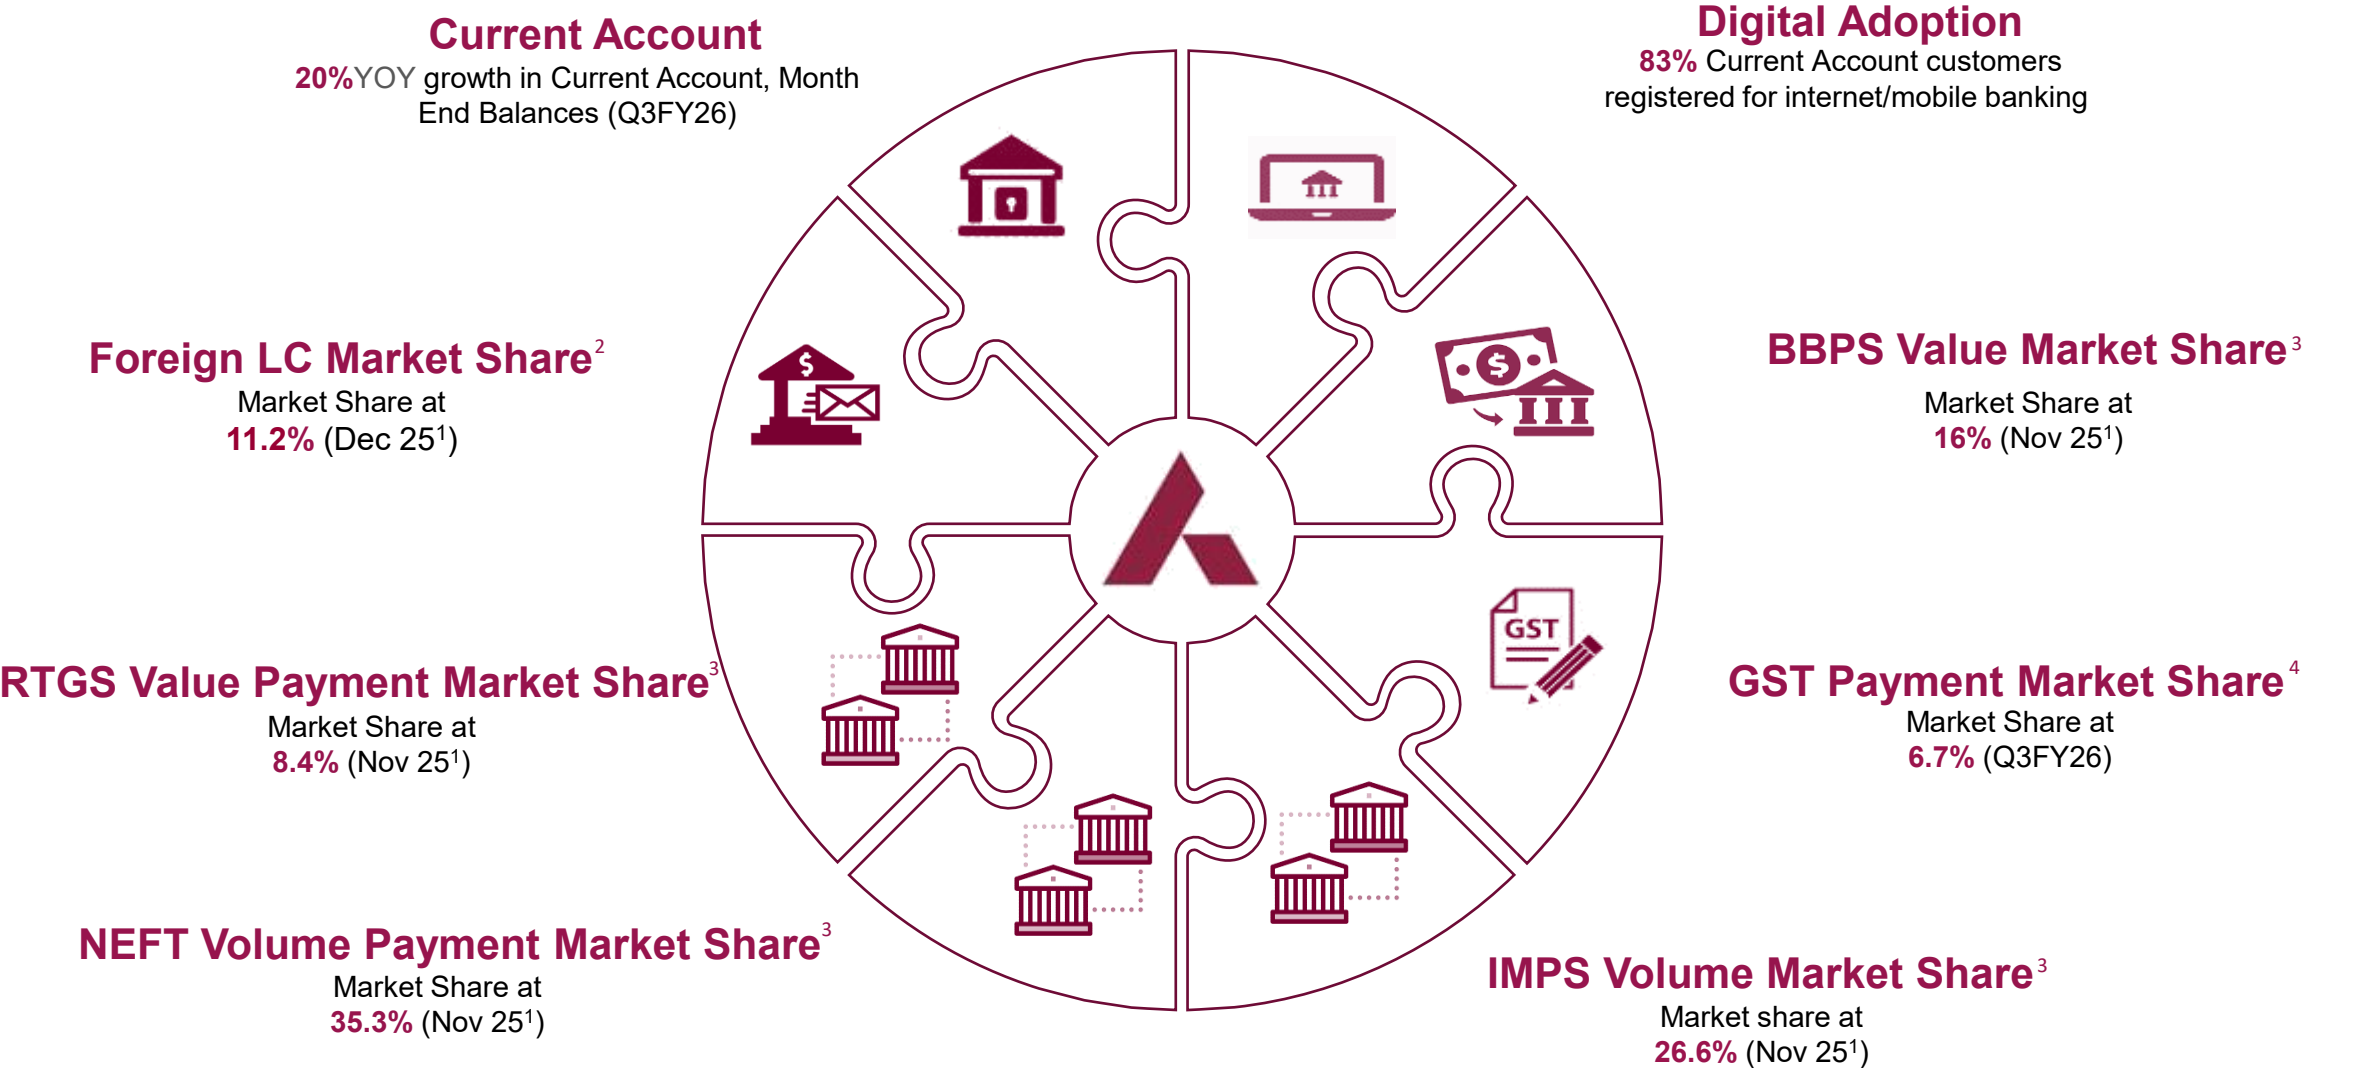 Current Account
20%YOY growth in Current Account, Month
End Balances (Q3FY26)
Digital Adoption
83% Current Account customers
registered for internet/mobile banking
Foreign LC Market Share²
Market Share at
11.2% (Dec 25¹)
BBPS Value Market Share³
Market Share at
16% (Nov 25¹)
GST
RTGS Value Payment Market Share³
Market Share at
8.4% (Nov 25¹)
GST Payment Market Share⁴
Market Share at
6.7% (Q3FY26)
NEFT Volume Payment Market Share³
Market Share at
35.3% (Nov 25¹)
IMPS Volume Market Share³
Market share at
26.6% (Nov 25¹)